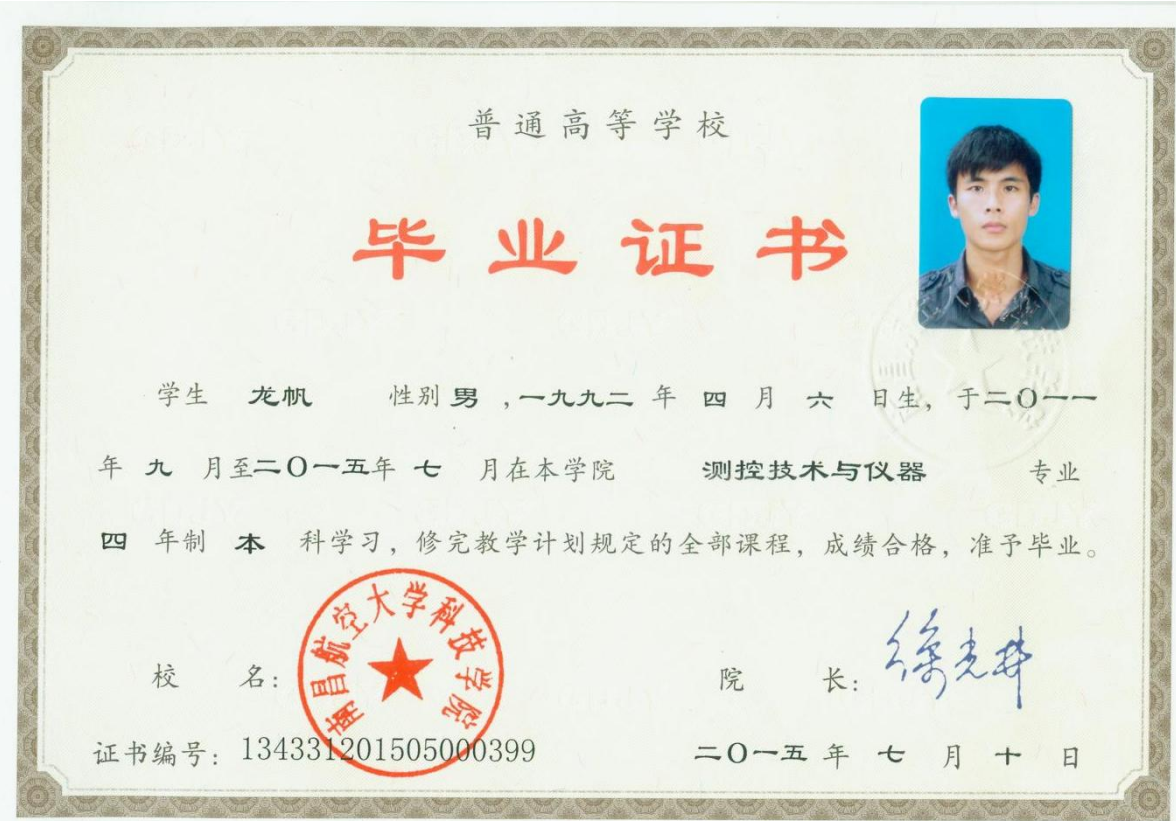 普通高等学校
毕业证书
学生 龙帆 性别 男 ,一九九二 年 四 月 六 日生, 于二〇一一
年 九 月至二〇一五年 七 月在本学院 测控技术与仪器 专业
四 年制 本 科学习, 修完教学计划规定的全部课程, 成绩合格, 准予毕业。
南昌航空大学科技学院
校 名:
院 长:
证书编号: 134331201505000399
二〇一五 年 七 月 十 日